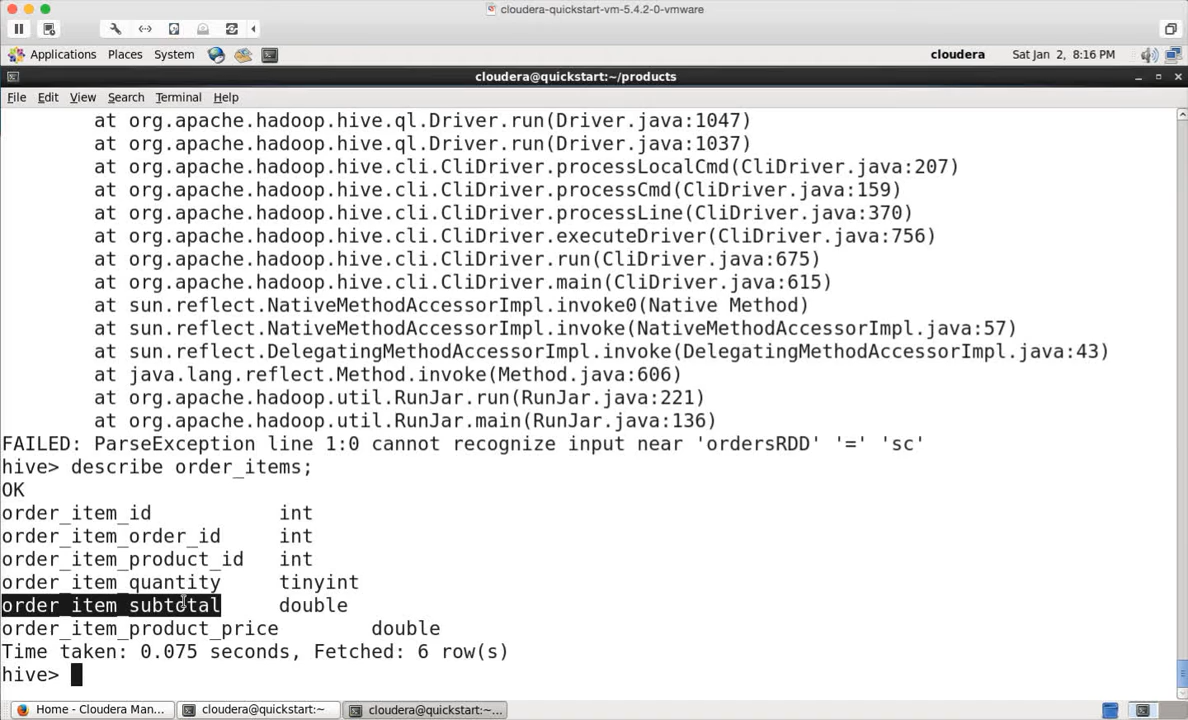 cloudera-quickstart-vm-5.4.2-0-vmware
Applications Places System cloudera Sat Jan 2, 8:16 PM
cloudera@quickstart:~/products
File Edit View Search Terminal Help
at org.apache.hadoop.hive.ql.Driver.run(Driver.java:1047)
at org.apache.hadoop.hive.ql.Driver.run(Driver.java:1037)
at org.apache.hadoop.hive.cli.CliDriver.processLocalCmd(CliDriver.java:207)
at org.apache.hadoop.hive.cli.CliDriver.processCmd(CliDriver.java:159)
at org.apache.hadoop.hive.cli.CliDriver.processLine(CliDriver.java:370)
at org.apache.hadoop.hive.cli.CliDriver.executeDriver(CliDriver.java:756)
at org.apache.hadoop.hive.cli.CliDriver.run(CliDriver.java:675)
at org.apache.hadoop.hive.cli.CliDriver.main(CliDriver.java:615)
at sun.reflect.NativeMethodAccessorImpl.invoke0(Native Method)
at sun.reflect.NativeMethodAccessorImpl.invoke(NativeMethodAccessorImpl.java:57)
at sun.reflect.DelegatingMethodAccessorImpl.invoke(DelegatingMethodAccessorImpl.java:43)
at java.lang.reflect.Method.invoke(Method.java:606)
at org.apache.hadoop.util.RunJar.run(RunJar.java:221)
at org.apache.hadoop.util.RunJar.main(RunJar.java:136)
FAILED: ParseException line 1:0 cannot recognize input near 'ordersRDD' '=' 'sc'
hive> describe order_items;
OK
order_item_id int
order_item_order_id int
order_item_product_id int
order_item_quantity tinyint
order_item_subtotal double
order_item_product_price double
Time taken: 0.075 seconds, Fetched: 6 row(s)
hive>
Home - Cloudera Man... cloudera@quickstart:~ cloudera@quickstart:~...